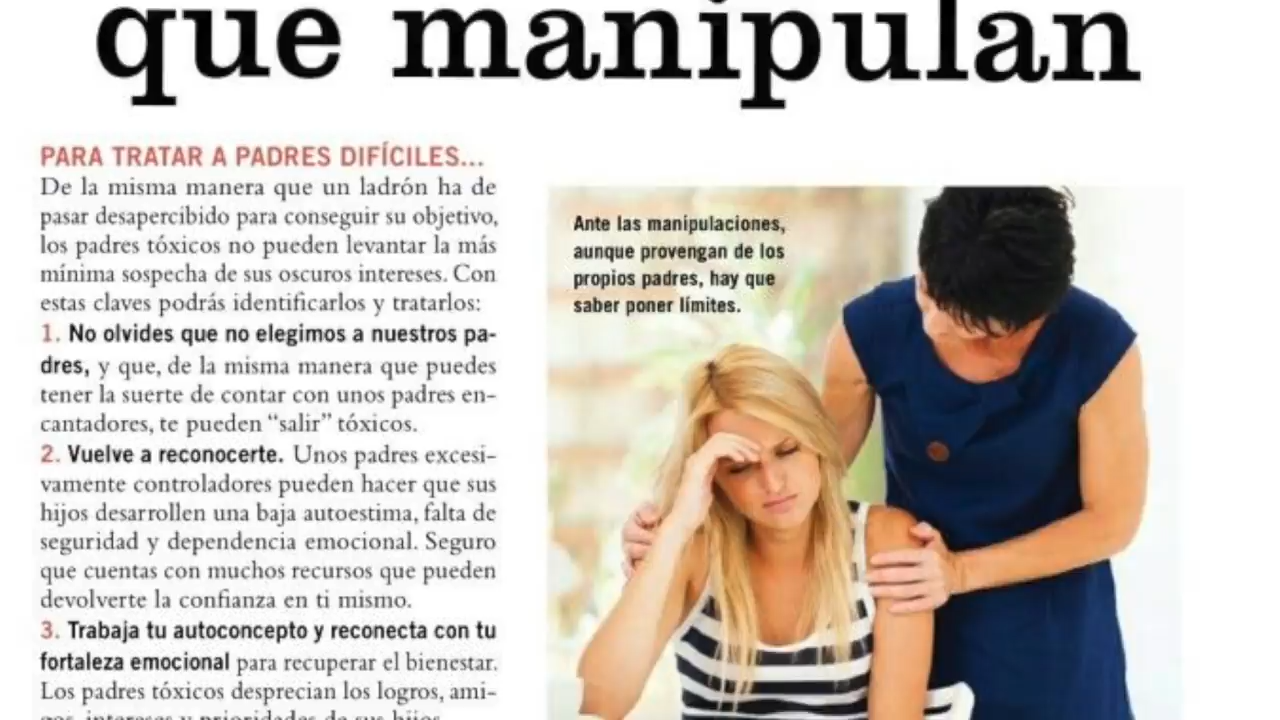 que manipulan
PARA TRATAR A PADRES DIFÍCILES...
De la misma manera que un ladrón ha de
pasar desapercibido para conseguir su objetivo,
los padres tóxicos no pueden levantar la más
mínima sospecha de sus oscuros intereses. Con
estas claves podrás identificarlos y tratarlos:
1. No olvides que no elegimos a nuestros pa-
dres, y que, de la misma manera que puedes
tener la suerte de contar con unos padres en-
cantadores, te pueden “salir” tóxicos.
2. Vuelve a reconocerte. Unos padres excesi-
vamente controladores pueden hacer que sus
hijos desarrollen una baja autoestima, falta de
seguridad y dependencia emocional. Seguro
que cuentas con muchos recursos que pueden
devolverte la confianza en ti mismo.
3. Trabaja tu autoconcepto y reconecta con tu
fortaleza emocional para recuperar el bienestar.
Los padres tóxicos desprecian los logros, ami-
gos, intereses y prioridades de sus hijos.
Ante las manipulaciones,
aunque provengan de los
propios padres, hay que
saber poner límites.